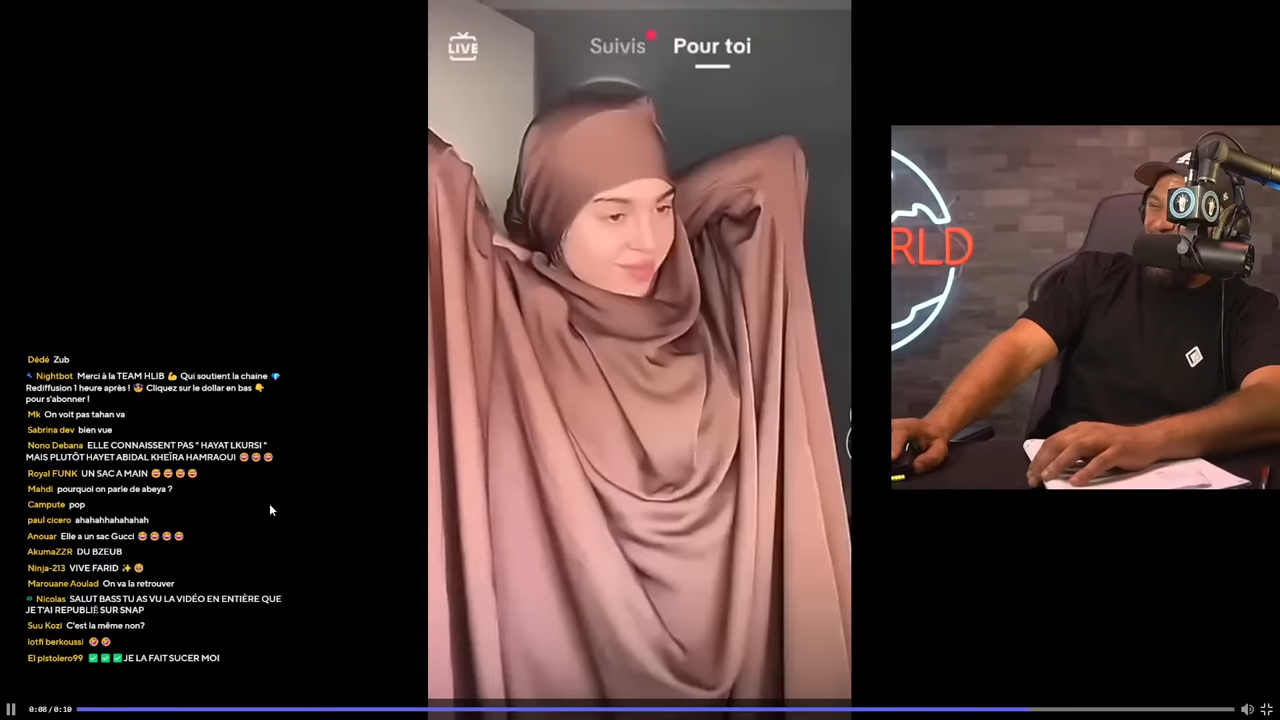 LIVE
Suivis Pour toi
RLD
Dédé Zub
Nightbot Merci à la TEAM HLIB 💪 Qui soutient la chaine 💎
Rediffusion 1 heure après ! 😎 Cliquez sur le dollar en bas 👇
pour s'abonner !
Mk On voit pas tahan va
Sabrina dev bien vue
Nono Debana ELLE CONNAISSENT PAS " HAYAT LKURSI "
MAIS PLUTÔT HAYET ABIDAL KHEÏRA HAMRAOUI 😂 😂 😂
Royal FUNK UN SAC A MAIN 😂 😂 😂 😂
Mahdi pourquoi on parle de abeya ?
Campute pop
paul cicero ahahahhahahahah
Anouar Elle a un sac Gucci 😂 😂 😂 😂
AkumaZZR DU BZEUB
Ninja-213 VIVE FARID ✨
Marouane Aoulad On va la retrouver
Nicolas SALUT BASS TU AS VU LA VIDÉO EN ENTIÈRE QUE
JE T'AI REPUBLIÉ SUR SNAP
Suu Kozi C'est la même non?
lotfi berkoussi 🤣 🤣
El pistolero99 ✅ ✅ ✅ JE LA FAIT SUCER MOI
0:08 / 0:10